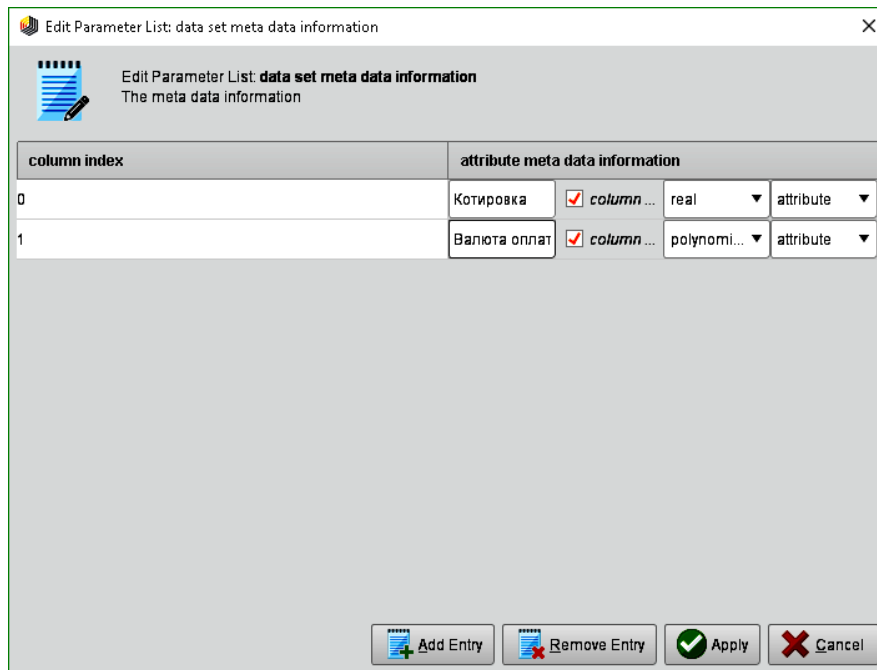 Edit Parameter List: data set meta data information
Edit Parameter List: data set meta data information
The meta data information
column index attribute meta data information
0 Котировка column ... real attribute
1 Валюта оплат column ... polynomi... attribute
Add Entry Remove Entry Apply Cancel